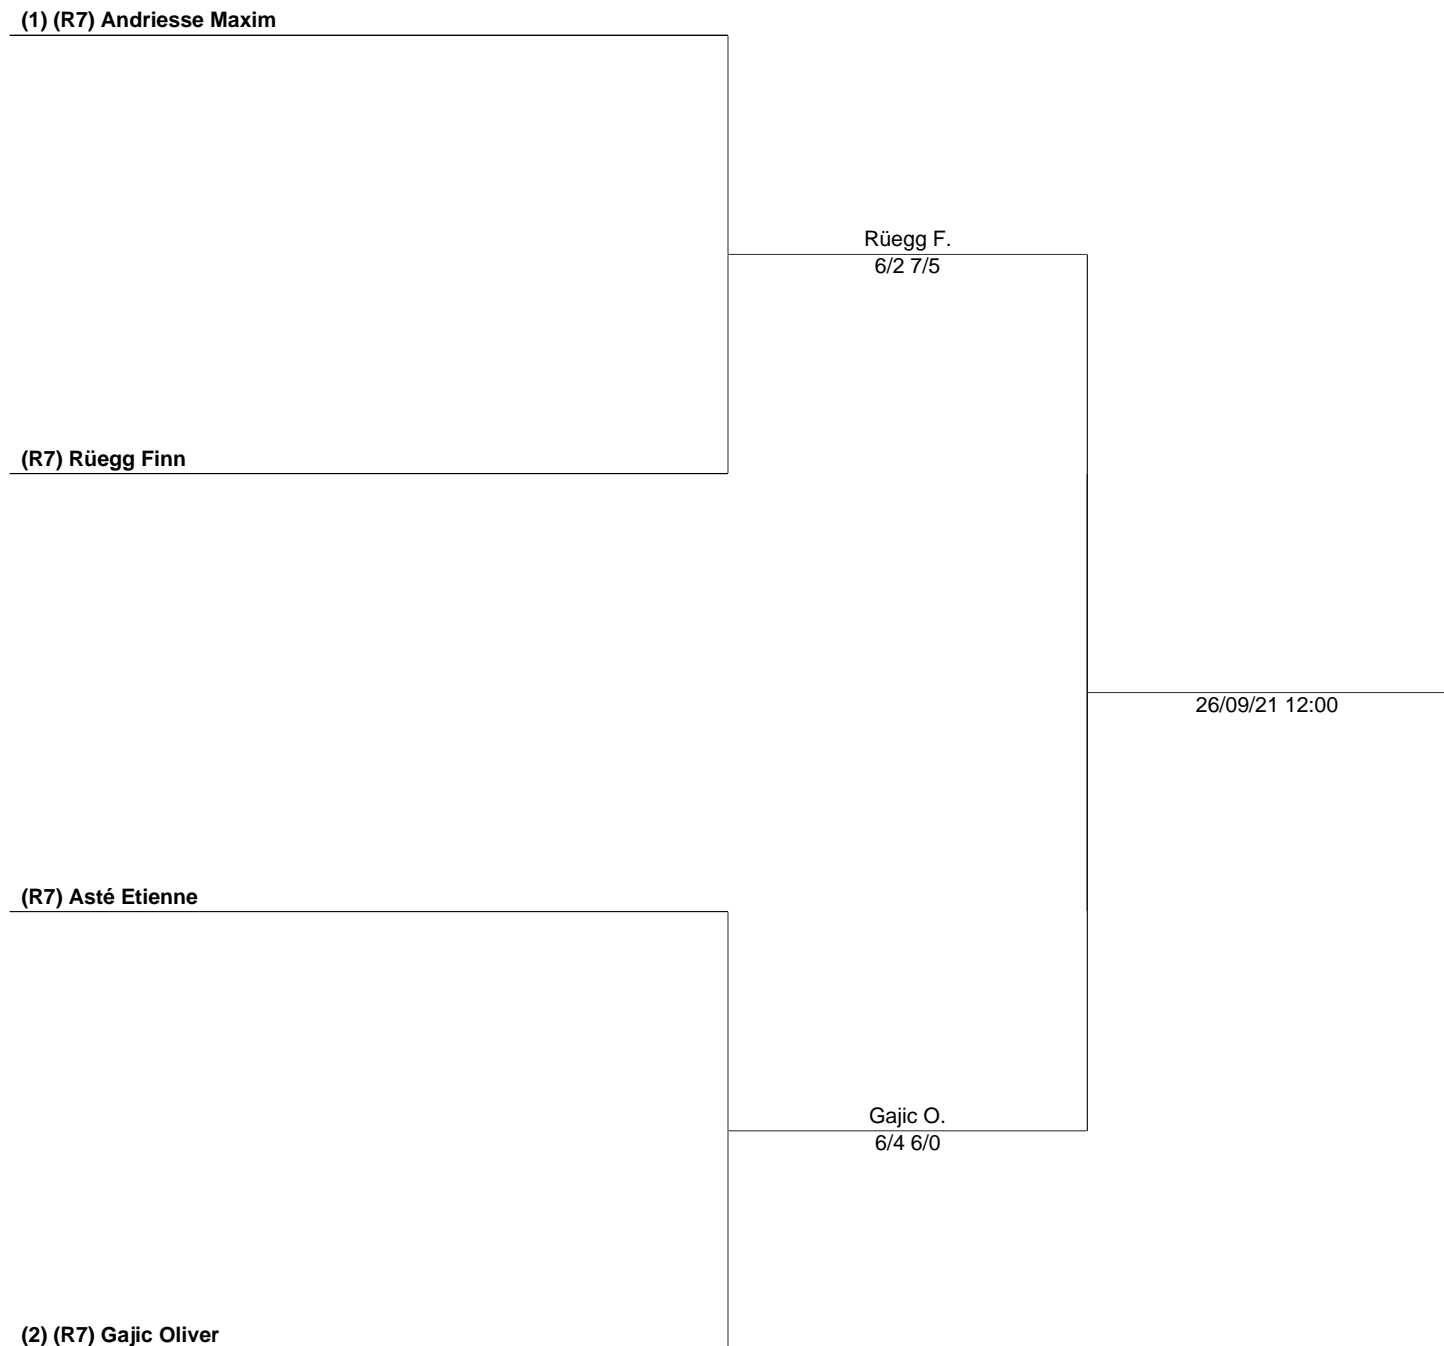 (1) (R7) Andriesse Maxim
Rüegg F.
6/2 7/5
(R7) Rüegg Finn
26/09/21 12:00
(R7) Asté Etienne
Gajic O.
6/4 6/0
(2) (R7) Gajic Oliver